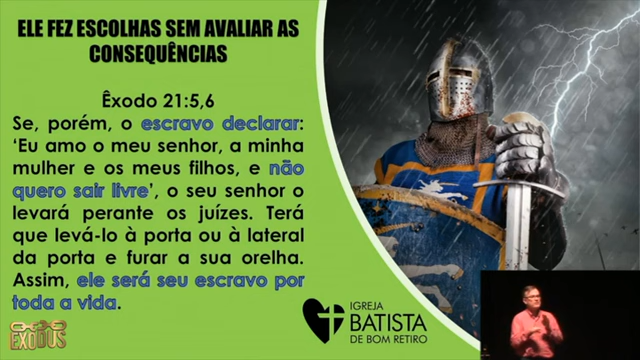 ELE FEZ ESCOLHAS SEM AVALIAR AS
CONSEQUÊNCIAS
Êxodo 21:5,6
Se, porém, o escravo declarar:
‘Eu amo o meu senhor, a minha
mulher e os meus filhos, e não
quero sair livre’, o seu senhor o
levará perante os juízes. Terá
que levá-lo à porta ou à lateral
da porta e furar a sua orelha.
Assim, ele será seu escravo por
toda a vida.
EXODUS
IGREJA
BATISTA
DE BOM RETIRO